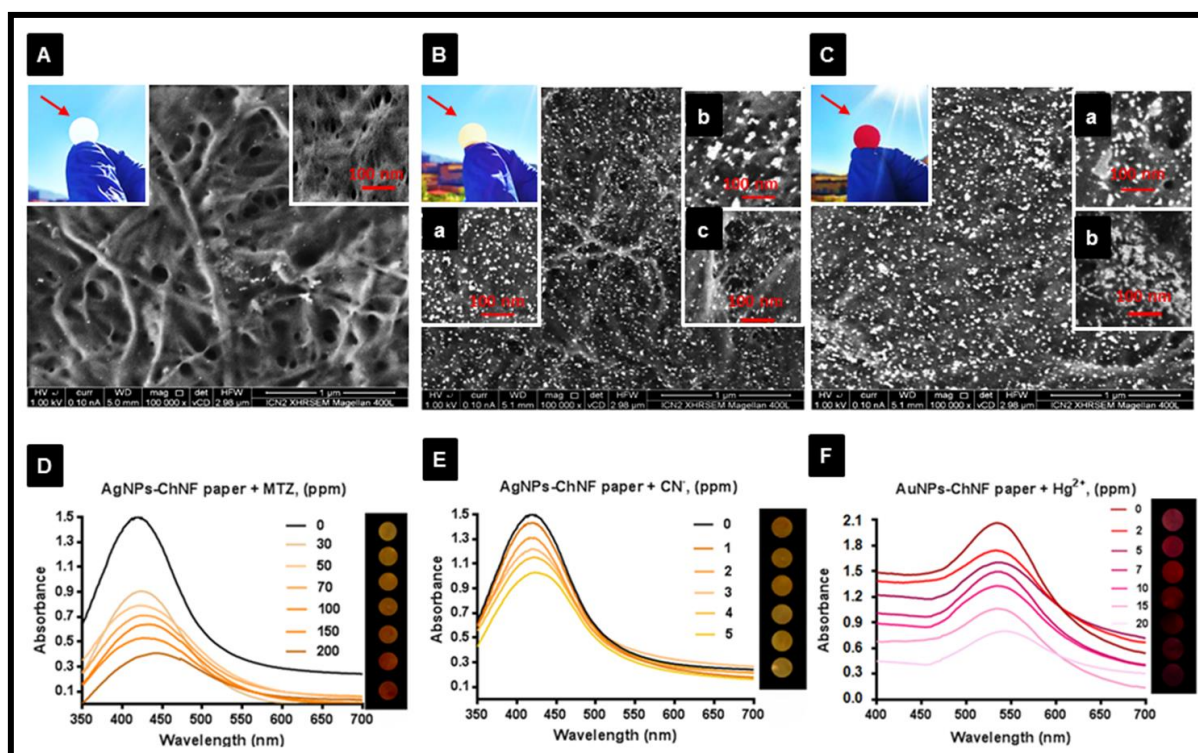 A
B
C
100 nm
b
100 nm
a
100 nm
c
100 nm
a
100 nm
b
100 nm
HV curr WD mag det HFW 1 μm
1.00 kV 0.10 nA 5.0 mm 100 000 x vCD 2.98 μm ICN2 XHRSEM Magellan 400L
HV curr WD mag det HFW 1 μm
1.00 kV 0.10 nA 5.1 mm 100 000 x vCD 2.98 μm ICN2 XHRSEM Magellan 400L
HV curr WD mag det HFW 1 μm
1.00 kV 0.10 nA 5.1 mm 100 000 x vCD 2.98 μm ICN2 XHRSEM Magellan 400L
D
AgNPs-ChNF paper + MTZ, (ppm)
Absorbance
1.5
1.3
1.1
0.9
0.7
0.5
0.3
0.1
0
30
50
70
100
150
200
350 400 450 500 550 600 700
Wavelength (nm)
E
AgNPs-ChNF paper + CN⁻, (ppm)
Absorbance
1.5
1.3
1.1
0.9
0.7
0.5
0.3
0.1
0
1
2
3
4
5
350 400 450 500 550 600 700
Wavelength (nm)
F
AuNPs-ChNF paper + Hg²⁺, (ppm)
Absorbance
2.1
1.8
1.5
1.2
0.9
0.6
0.3
0.0
0
2
5
7
10
15
20
400 450 500 550 600 700
Wavelength (nm)